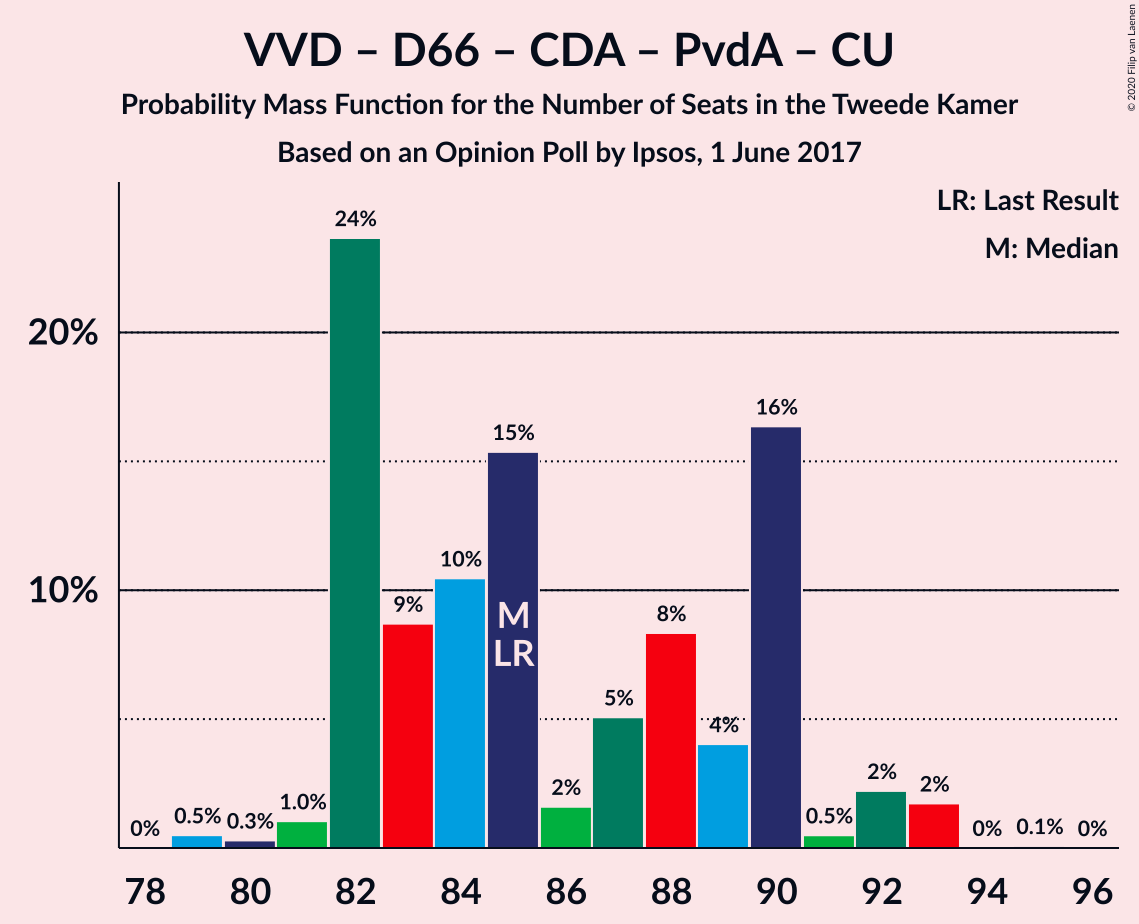 VVD – D66 – CDA – PvdA – CU
Probability Mass Function for the Number of Seats in the Tweede Kamer
Based on an Opinion Poll by Ipsos, 1 June 2017
© 2020 Filip van Laenen
LR: Last Result
M: Median
20%
10%
0%
0.5%
0.3%
1.0%
24%
9%
10%
15%
M
LR
2%
5%
8%
4%
16%
0.5%
2%
2%
0%
0.1%
0%
78 80 82 84 86 88 90 92 94 96